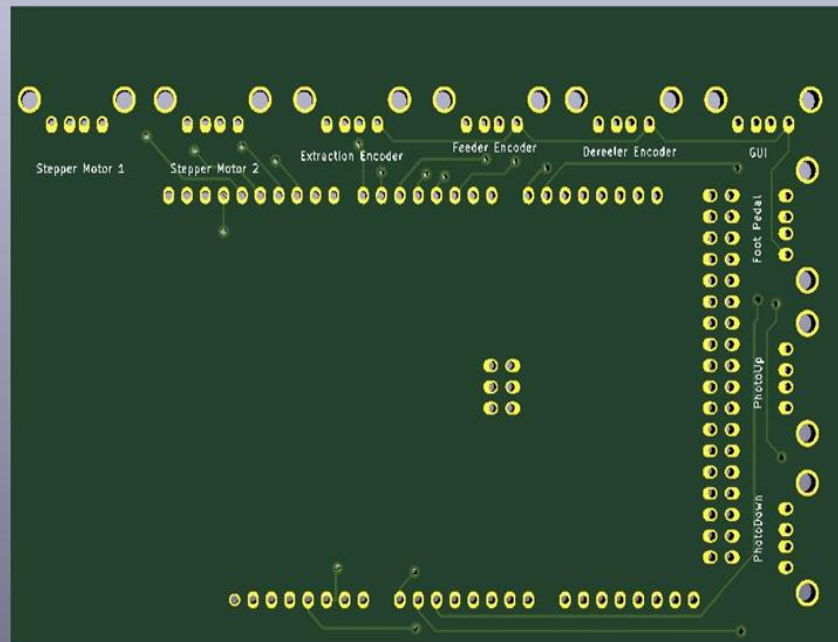 Stepper Motor 1
Stepper Motor 2
Extraction Encoder
Feeder Encoder
Dereeler Encoder
GUI
Foot Pedal
PhotoUp
PhotoDown